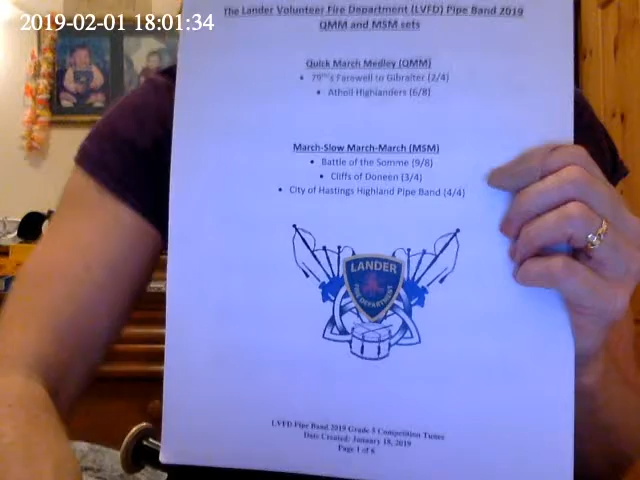 2019-02-01 18:01:34
The Lander Volunteer Fire Department (LVFD) Pipe Band 2019
QMM and MSM sets
Quick March Medley (QMM)
• 79th's Farewell to Gibralter (2/4)
• Atholl Highlanders (6/8)
March-Slow March-March (MSM)
• Battle of the Somme (9/8)
• Cliffs of Doneen (3/4)
• City of Hastings Highland Pipe Band (4/4)
LANDER
FIRE DEPARTMENT
LVFD Pipe Band 2019 Grade 5 Competition Tunes
Date Created: January 18, 2019
Page 1 of 6